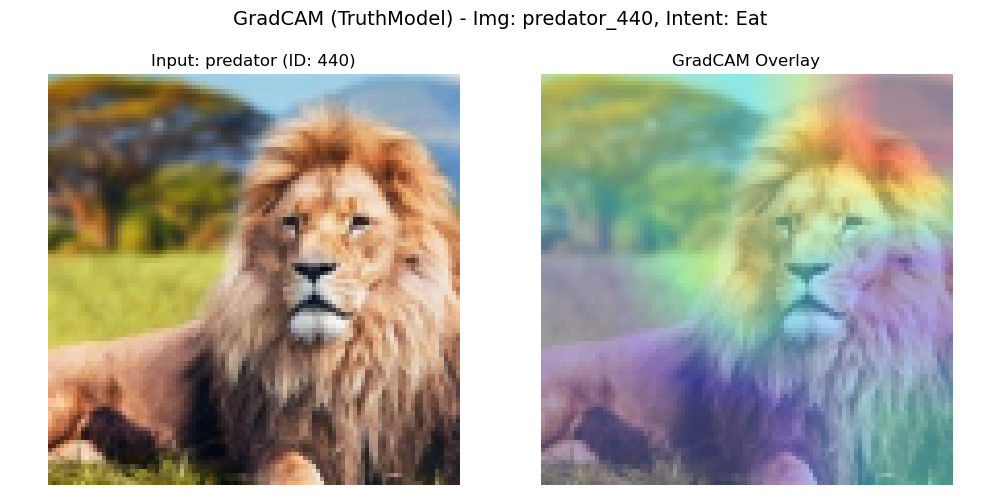 GradCAM (TruthModel) - Img: predator_440, Intent: Eat
Input: predator (ID: 440)
GradCAM Overlay